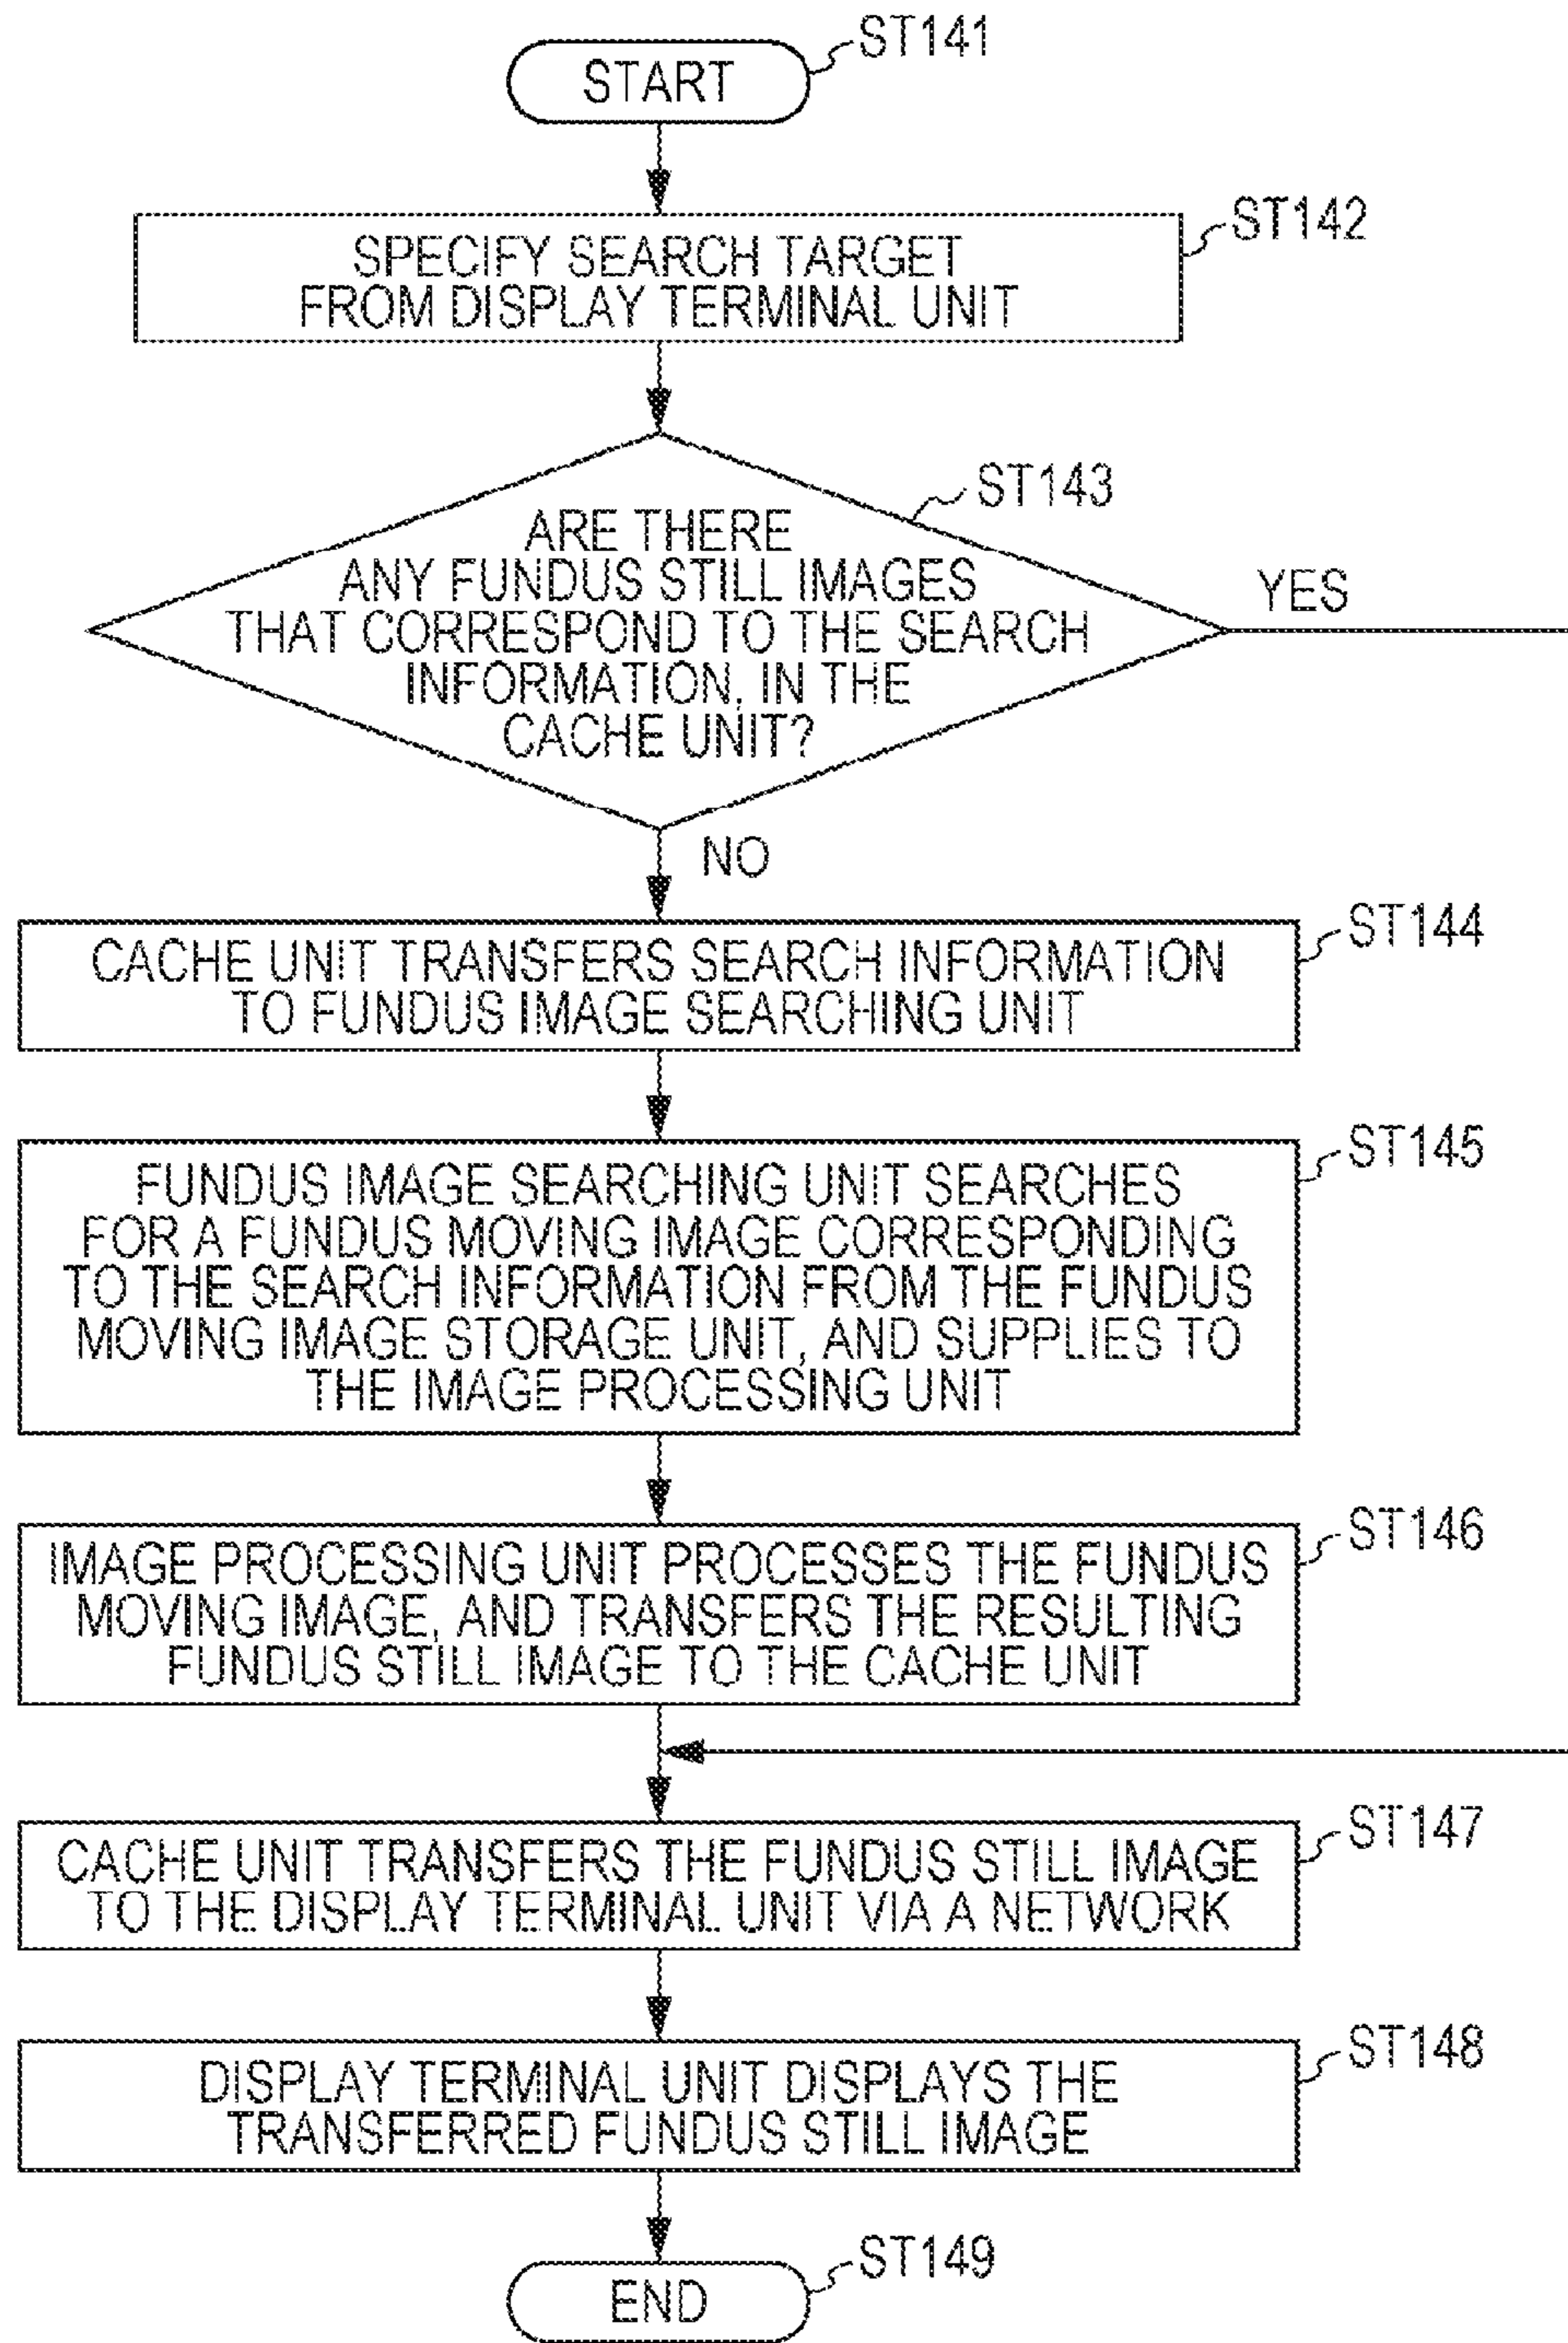 START
ST141
SPECIFY SEARCH TARGET
FROM DISPLAY TERMINAL UNIT
ST142
ARE THERE
ANY FUNDUS STILL IMAGES
THAT CORRESPOND TO THE SEARCH
INFORMATION, IN THE
CACHE UNIT?
ST143
YES
NO
CACHE UNIT TRANSFERS SEARCH INFORMATION
TO FUNDUS IMAGE SEARCHING UNIT
ST144
FUNDUS IMAGE SEARCHING UNIT SEARCHES
FOR A FUNDUS MOVING IMAGE CORRESPONDING
TO THE SEARCH INFORMATION FROM THE FUNDUS
MOVING IMAGE STORAGE UNIT, AND SUPPLIES TO
THE IMAGE PROCESSING UNIT
ST145
IMAGE PROCESSING UNIT PROCESSES THE FUNDUS
MOVING IMAGE, AND TRANSFERS THE RESULTING
FUNDUS STILL IMAGE TO THE CACHE UNIT
ST146
CACHE UNIT TRANSFERS THE FUNDUS STILL IMAGE
TO THE DISPLAY TERMINAL UNIT VIA A NETWORK
ST147
DISPLAY TERMINAL UNIT DISPLAYS THE
TRANSFERRED FUNDUS STILL IMAGE
ST148
END
ST149